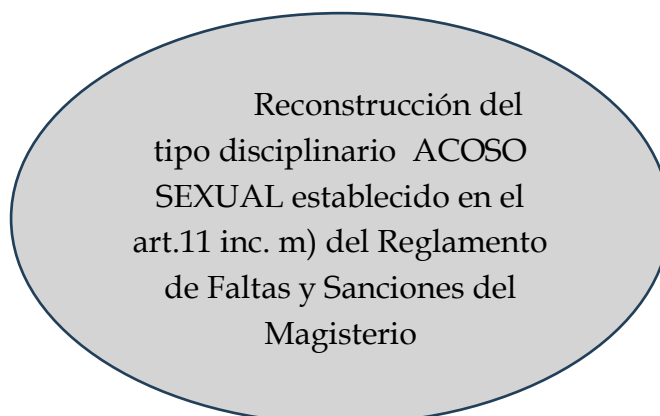 Reconstrucción del
tipo disciplinario ACOSO
SEXUAL establecido en el
art.11 inc. m) del Reglamento
de Faltas y Sanciones del
Magisterio